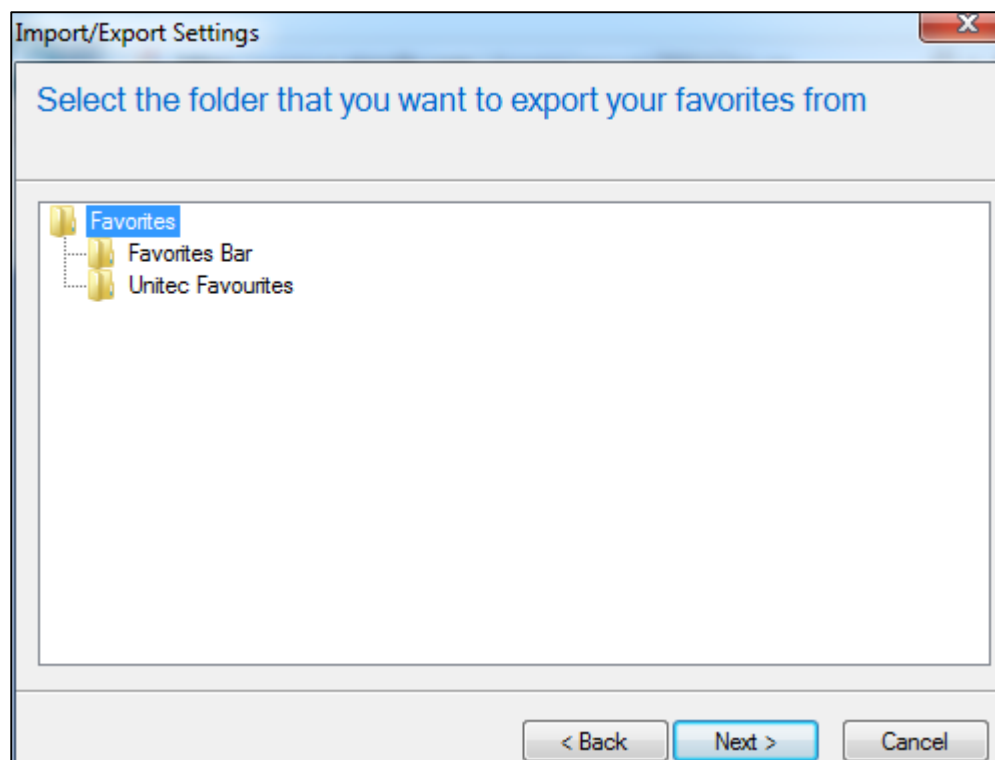 Import/Export Settings
Select the folder that you want to export your favorites from
Favorites
Favorites Bar
Unitec Favourites
< Back Next > Cancel